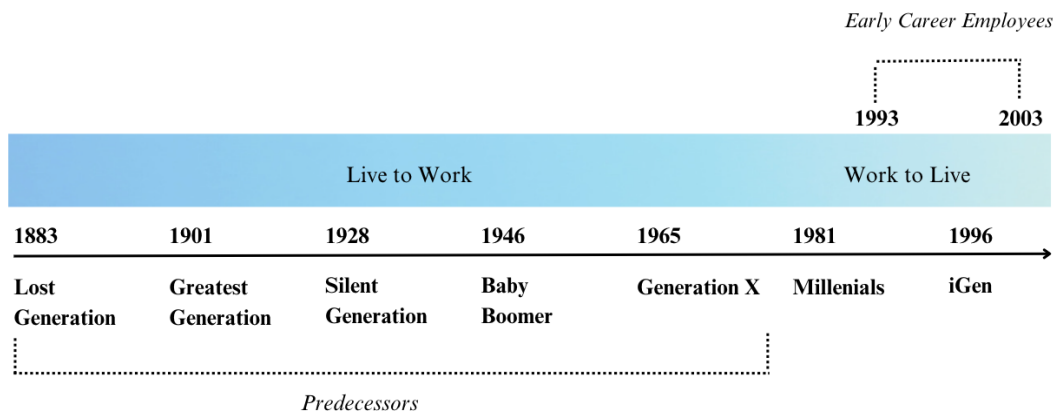 Early Career Employees
1993 2003
Live to Work Work to Live
1883 1901 1928 1946 1965 1981 1996
Lost Greatest Silent Baby Generation X Millenials iGen
Generation Generation Generation Boomer
Predecessors